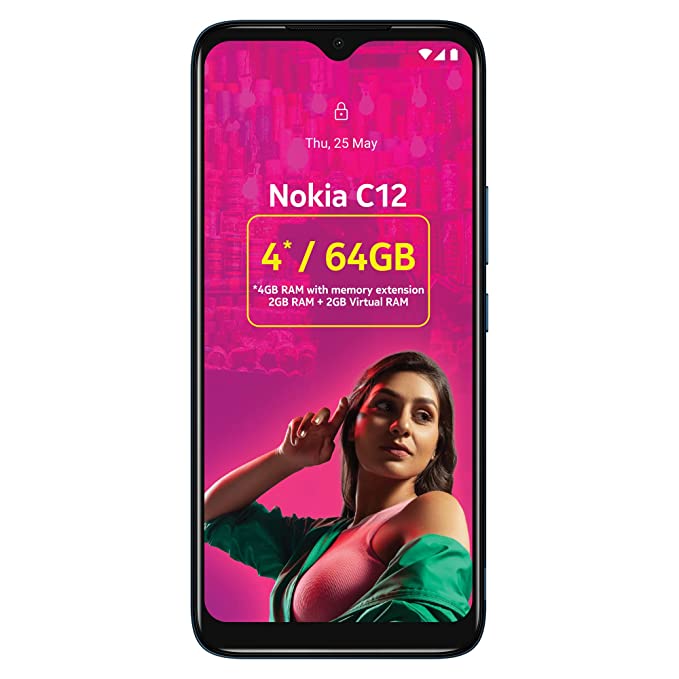 Thu, 25 May
Nokia C12
4* / 64GB
*4GB RAM with memory extension
2GB RAM + 2GB Virtual RAM